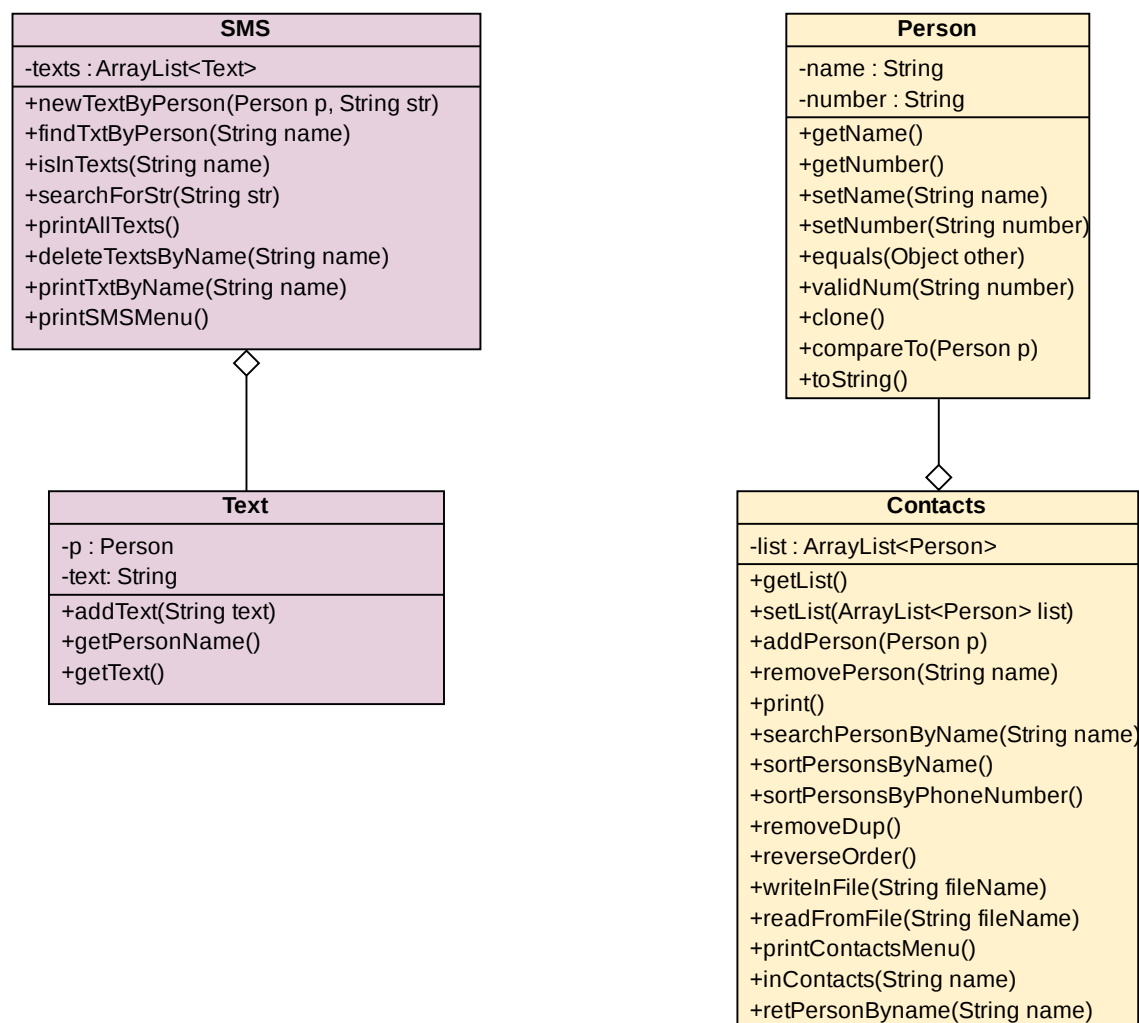 SMS
-texts : ArrayList<Text>
+newTextByPerson(Person p, String str)
+findTxtByPerson(String name)
+isInTexts(String name)
+searchForStr(String str)
+printAllTexts()
+deleteTextsByName(String name)
+printTxtByName(String name)
+printSMSMenu()
Person
-name : String
-number : String
+getName()
+getNumber()
+setName(String name)
+setNumber(String number)
+equals(Object other)
+validNum(String number)
+clone()
+compareTo(Person p)
+toString()
Text
-p : Person
-text: String
+addText(String text)
+getPersonName()
+getText()
Contacts
-list : ArrayList<Person>
+getList()
+setList(ArrayList<Person> list)
+addPerson(Person p)
+removePerson(String name)
+print()
+searchPersonByName(String name)
+sortPersonsByName()
+sortPersonsByPhoneNumber()
+removeDup()
+reverseOrder()
+writeInFile(String fileName)
+readFromFile(String fileName)
+printContactsMenu()
+inContacts(String name)
+retPersonByname(String name)